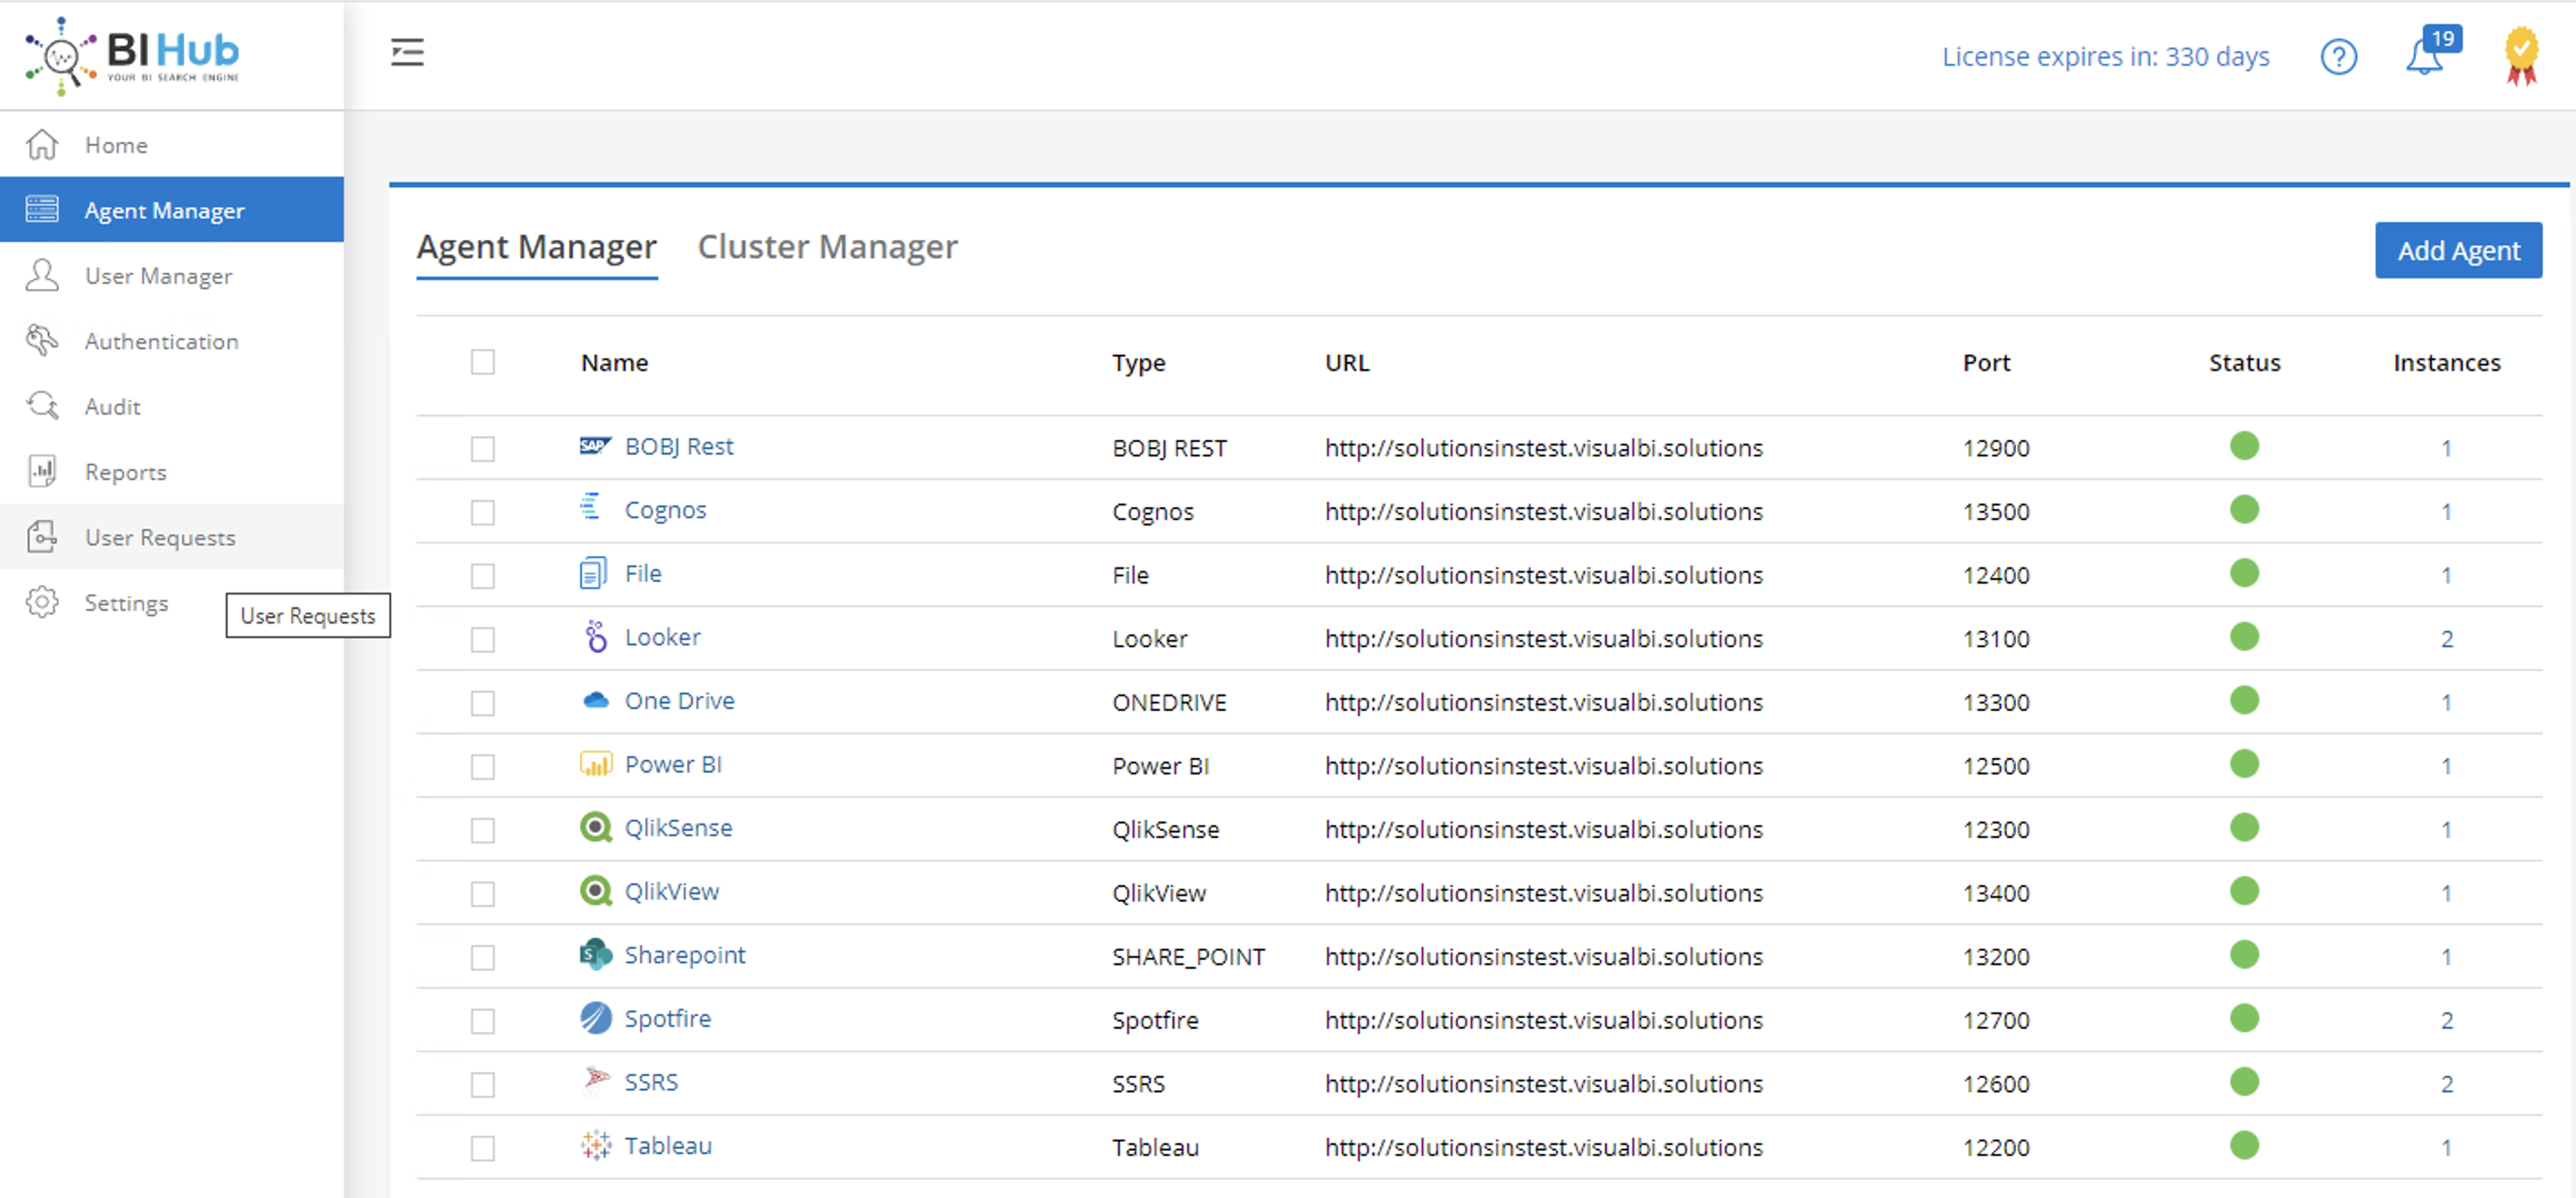 BI Hub
YOUR BI SEARCH ENGINE
License expires in: 330 days
?
19
Home
Agent Manager
User Manager
Authentication
Audit
Reports
User Requests
Settings
User Requests
Agent Manager Cluster Manager
Add Agent
Name Type URL Port Status Instances
SAP BOBJ Rest BOBJ REST http://solutionsinstest.visualbi.solutions 12900 1
Cognos Cognos http://solutionsinstest.visualbi.solutions 13500 1
File File http://solutionsinstest.visualbi.solutions 12400 1
Looker Looker http://solutionsinstest.visualbi.solutions 13100 2
One Drive ONEDRIVE http://solutionsinstest.visualbi.solutions 13300 1
Power BI Power BI http://solutionsinstest.visualbi.solutions 12500 1
QlikSense QlikSense http://solutionsinstest.visualbi.solutions 12300 1
QlikView QlikView http://solutionsinstest.visualbi.solutions 13400 1
S Sharepoint SHARE_POINT http://solutionsinstest.visualbi.solutions 13200 1
Spotfire Spotfire http://solutionsinstest.visualbi.solutions 12700 2
SSRS SSRS http://solutionsinstest.visualbi.solutions 12600 2
Tableau Tableau http://solutionsinstest.visualbi.solutions 12200 1